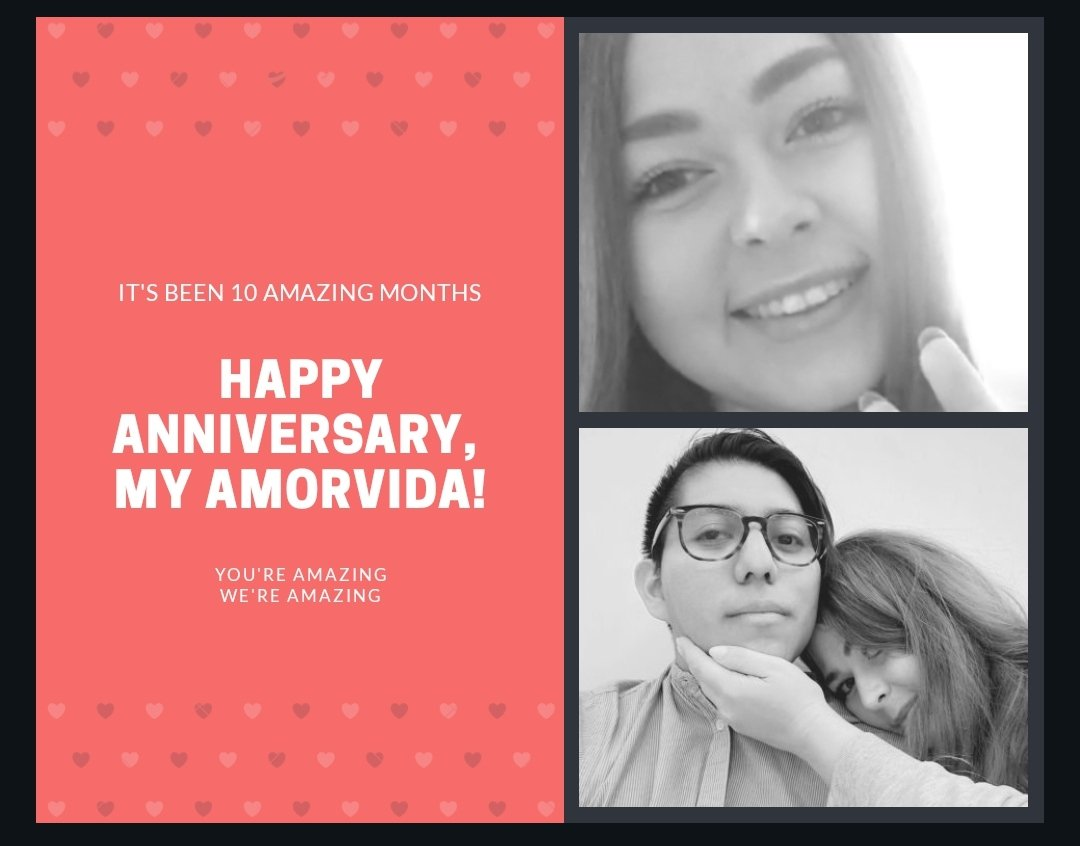 IT'S BEEN 10 AMAZING MONTHS
HAPPY
ANNIVERSARY,
MY AMORVIDA!
YOU'RE AMAZING
WE'RE AMAZING